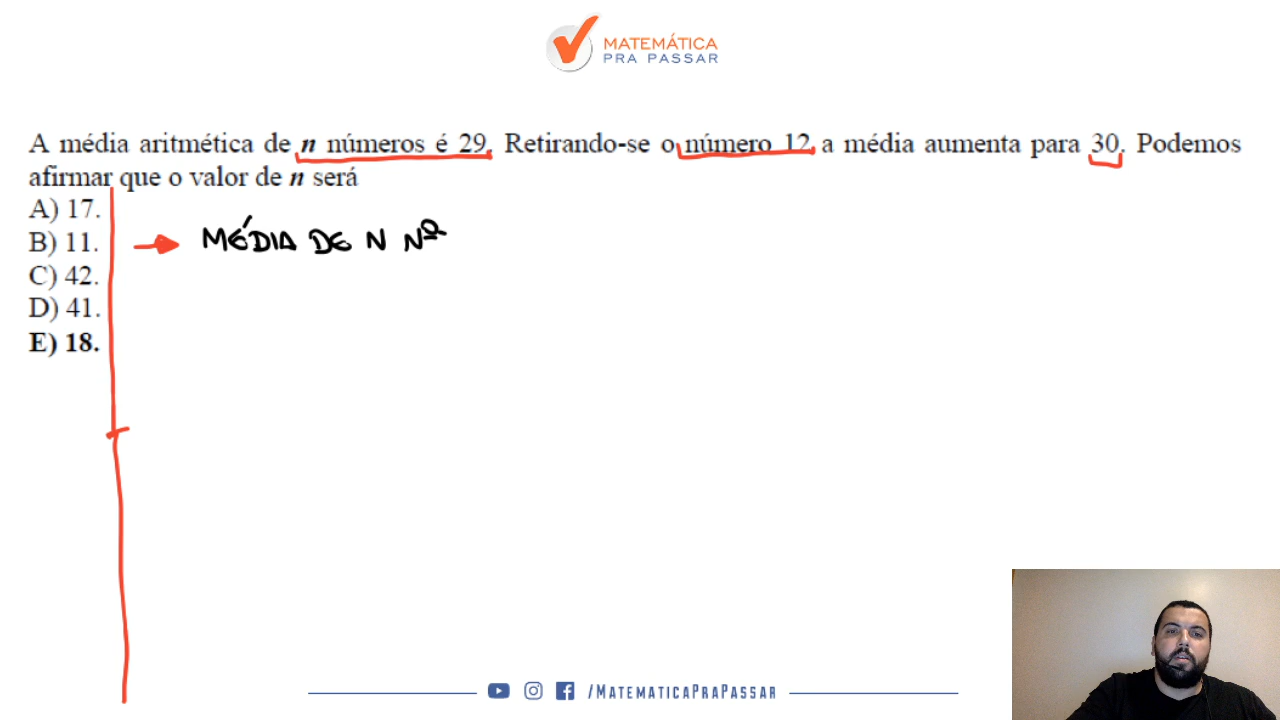 MATEMÁTICA
PRA PASSAR
A média aritmética de n números é 29. Retirando-se o número 12 a média aumenta para 30. Podemos
afirmar que o valor de n será
A) 17.
B) 11.
C) 42.
D) 41.
E) 18.
MÉDIA DE N Nº
/MATEMATICAPRAPASSAR